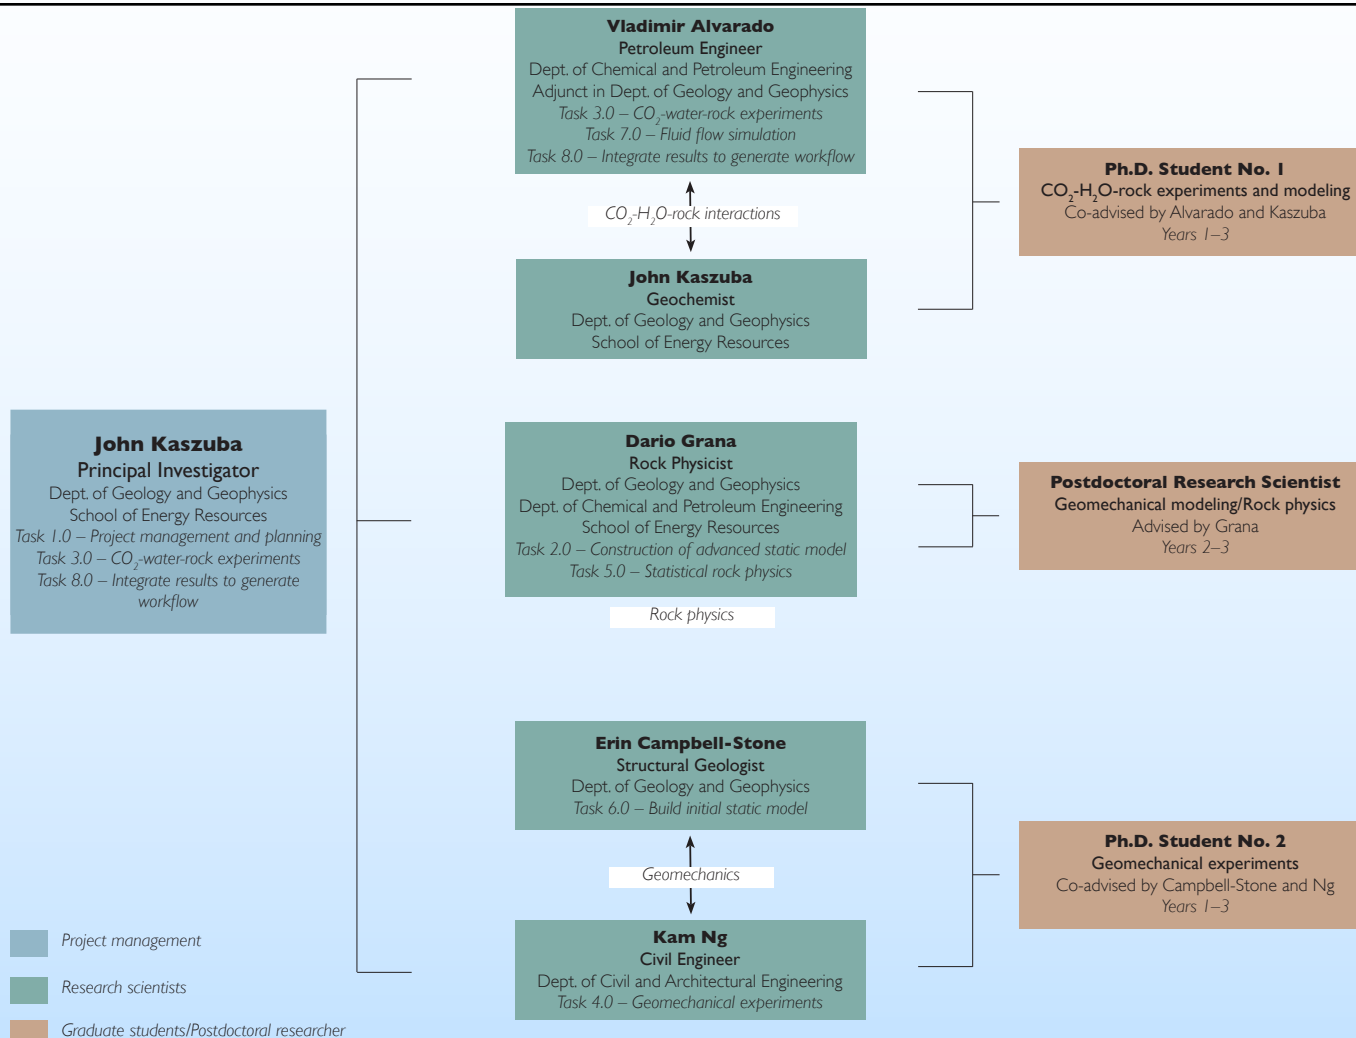 Vladimir Alvarado
Petroleum Engineer
Dept. of Chemical and Petroleum Engineering
Adjunct in Dept. of Geology and Geophysics
Task 3.0 – CO₂-water-rock experiments
Task 7.0 – Fluid flow simulation
Task 8.0 – Integrate results to generate workflow
CO₂-H₂O-rock interactions
John Kaszuba
Geochemist
Dept. of Geology and Geophysics
School of Energy Resources
Ph.D. Student No. 1
CO₂-H₂O-rock experiments and modeling
Co-advised by Alvarado and Kaszuba
Years 1–3
John Kaszuba
Principal Investigator
Dept. of Geology and Geophysics
School of Energy Resources
Task 1.0 – Project management and planning
Task 3.0 – CO₂-water-rock experiments
Task 8.0 – Integrate results to generate
workflow
Dario Grana
Rock Physicist
Dept. of Geology and Geophysics
Dept. of Chemical and Petroleum Engineering
School of Energy Resources
Task 2.0 – Construction of advanced static model
Task 5.0 – Statistical rock physics
Rock physics
Postdoctoral Research Scientist
Geomechanical modeling/Rock physics
Advised by Grana
Years 2–3
Erin Campbell-Stone
Structural Geologist
Dept. of Geology and Geophysics
Task 6.0 – Build initial static model
Geomechanics
Kam Ng
Civil Engineer
Dept. of Civil and Architectural Engineering
Task 4.0 – Geomechanical experiments
Ph.D. Student No. 2
Geomechanical experiments
Co-advised by Campbell-Stone and Ng
Years 1–3
Project management
Research scientists
Graduate students/Postdoctoral researcher